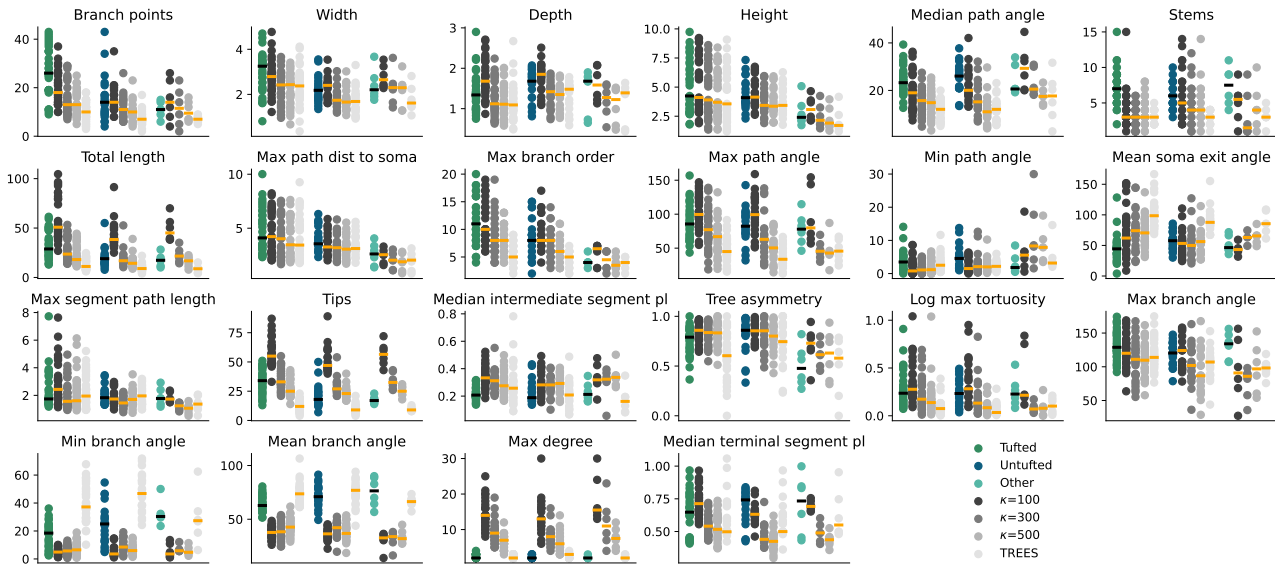 Branch points
Width
Depth
Height
Median path angle
Stems
40
20
0
4
2
3
2
1
10.0
7.5
5.0
2.5
40
20
15
10
5
Total length
Max path dist to soma
Max branch order
Max path angle
Min path angle
Mean soma exit angle
100
50
0
10
5
20
15
10
5
150
100
50
0
30
20
10
0
150
100
50
0
Max segment path length
Tips
Median intermediate segment pl
Tree asymmetry
Log max tortuosity
Max branch angle
8
6
4
2
75
50
25
0
0.8
0.6
0.4
0.2
1.0
0.5
0.0
1.0
0.5
0.0
150
100
50
Min branch angle
Mean branch angle
Max degree
Median terminal segment pl
60
40
20
0
100
50
30
20
10
1.00
0.75
0.50
Tufted
Untufted
Other
κ=100
κ=300
κ=500
TREES